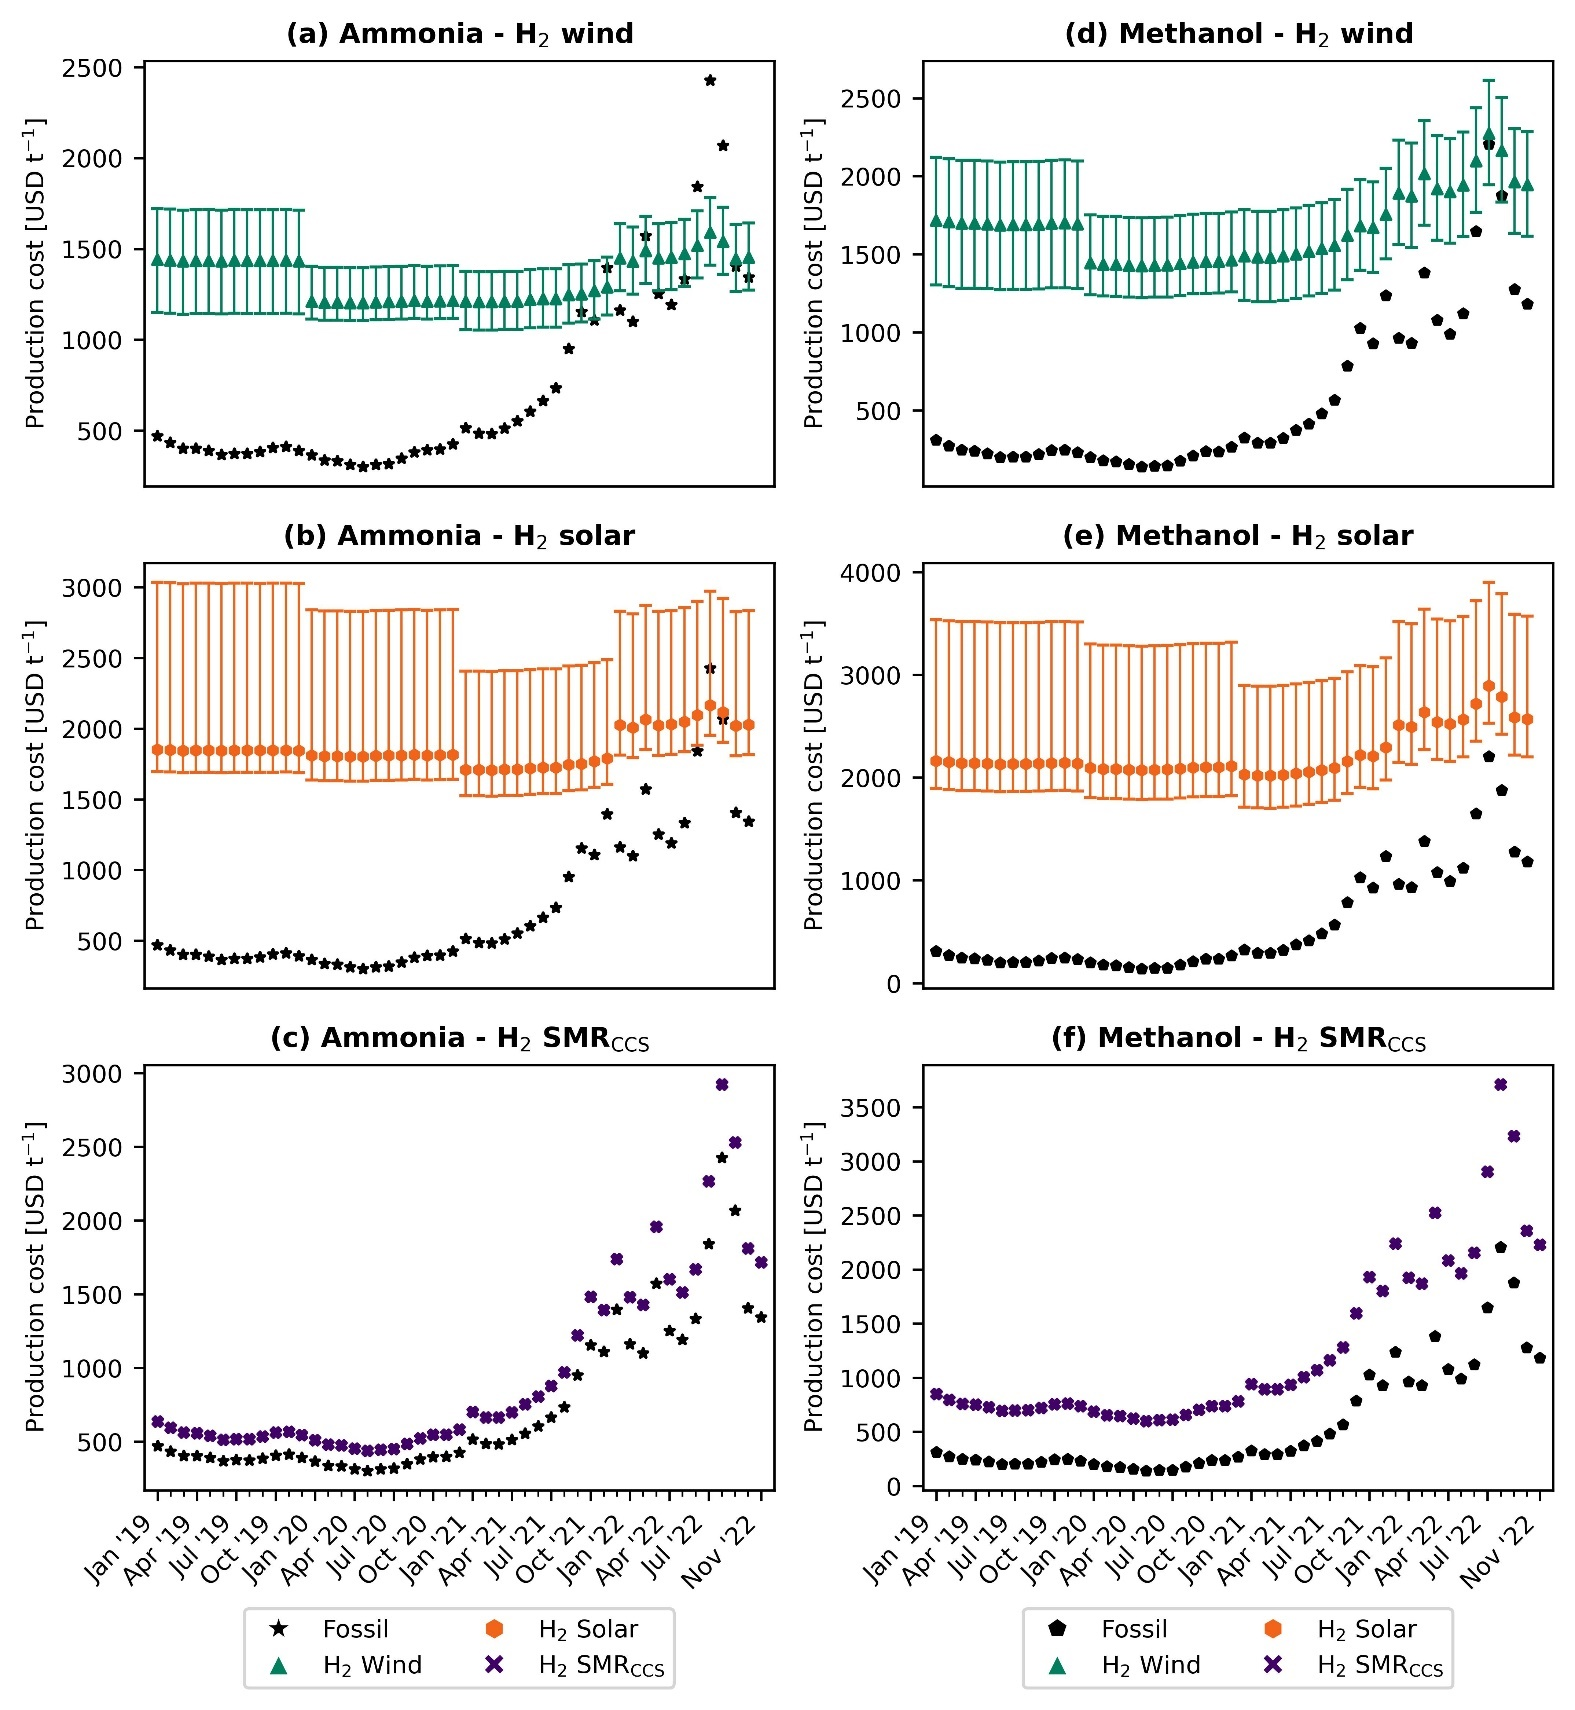 (a) Ammonia - H₂ wind
Production cost [USD t⁻¹]
2500
2000
1500
1000
500
(d) Methanol - H₂ wind
Production cost [USD t⁻¹]
2500
2000
1500
1000
500
(b) Ammonia - H₂ solar
Production cost [USD t⁻¹]
3000
2500
2000
1500
1000
500
(e) Methanol - H₂ solar
Production cost [USD t⁻¹]
4000
3000
2000
1000
0
(c) Ammonia - H₂ SMR_CCS
Production cost [USD t⁻¹]
3000
2500
2000
1500
1000
500
Jan '19
Apr '19
Jul '19
Oct '19
Jan '20
Apr '20
Jul '20
Oct '20
Jan '21
Apr '21
Jul '21
Oct '21
Jan '22
Apr '22
Jul '22
Nov '22
(f) Methanol - H₂ SMR_CCS
Production cost [USD t⁻¹]
3500
3000
2500
2000
1500
1000
500
0
Jan '19
Apr '19
Jul '19
Oct '19
Jan '20
Apr '20
Jul '20
Oct '20
Jan '21
Apr '21
Jul '21
Oct '21
Jan '22
Apr '22
Jul '22
Nov '22
Fossil
H₂ Wind
H₂ Solar
H₂ SMR_CCS
Fossil
H₂ Wind
H₂ Solar
H₂ SMR_CCS